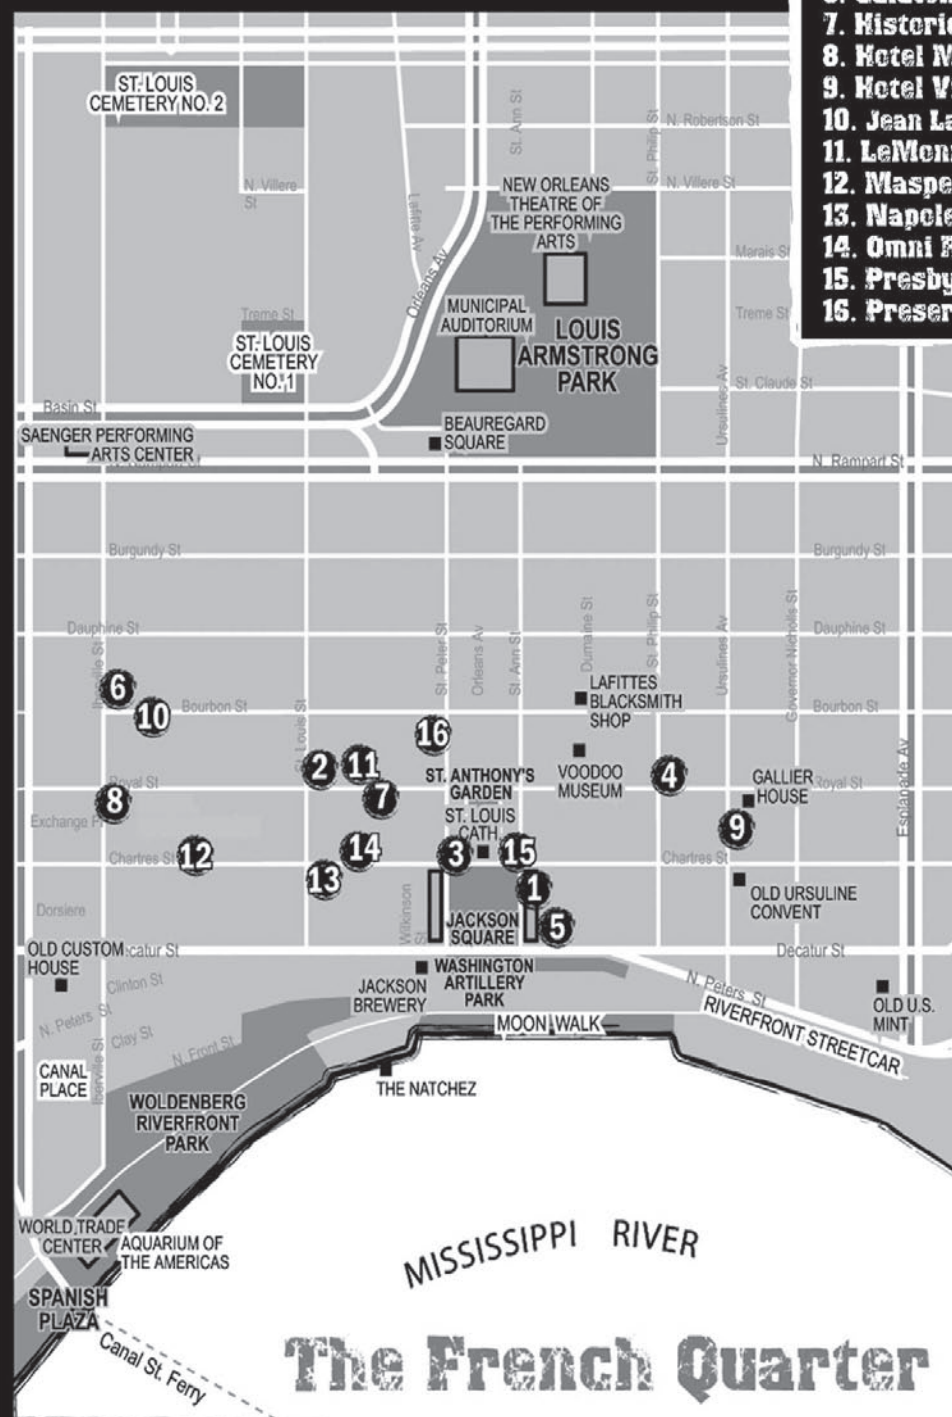 7. Historic
8. Hotel M
9. Hotel V
10. Jean La
11. LeMon
12. Maspe
13. Napole
14. Omni
15. Presby
16. Preser
ST. LOUIS
CEMETERY NO. 2
St. Ann St
St. Philip St
N. Robertson St
N. Villere
St
N. Villere St
NEW ORLEANS
THEATRE OF
THE PERFORMING
ARTS
Lafitte Av
Orleans Av
Marais St
Treme St
Treme St
MUNICIPAL
AUDITORIUM
LOUIS
ARMSTRONG
PARK
ST. LOUIS
CEMETERY
NO. 1
Ursulines Av
St. Claude St
Basin St
BEAUREGARD
SQUARE
SAENGER PERFORMING
ARTS CENTER
N. Rampart St
Burgundy St
Burgundy St
Dauphine St
Dauphine St
Iberville St
St. Peter St
Orleans Av
St. Ann St
Dumaine St
St. Philip St
Ursulines Av
Governor Nicholls St
6
10
Bourbon St
St. Louis St
LAFITTES
BLACKSMITH
SHOP
Bourbon St
16
2
11
7
ST. ANTHONY'S
GARDEN
VOODOO
MUSEUM
4
GALLIER
HOUSE
Royal St
Esplanade Av
Royal St
8
Exchange Pl
ST. LOUIS
CATH.
9
Chartres St
12
14
13
3
15
Chartres St
1
5
OLD URSULINE
CONVENT
Dorsiere
Wilkinson
St
JACKSON
SQUARE
OLD CUSTOM
HOUSE
catur St
Decatur St
Clinton St
JACKSON
BREWERY
WASHINGTON
ARTILLERY
PARK
N. Peters St
OLD U.S.
MINT
N. Peters St
Clay St
N. Front St
MOON WALK
RIVERFRONT STREETCAR
CANAL
PLACE
Iberville St
THE NATCHEZ
WOLDENBERG
RIVERFRONT
PARK
WORLD TRADE
CENTER
AQUARIUM OF
THE AMERICAS
MISSISSIPPI RIVER
SPANISH
PLAZA
Canal St. Ferry
The French Quarter